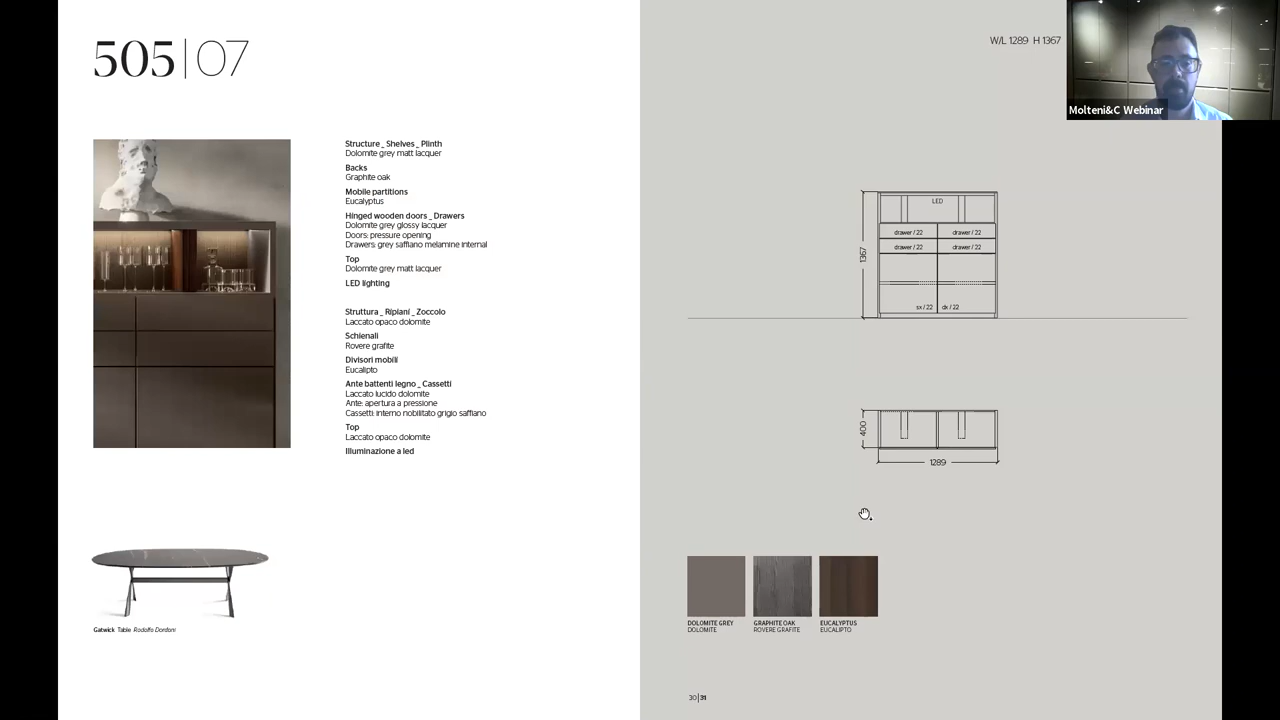 505|07
Structure _ Shelves _ Plinth
Dolomite grey matt lacquer
Backs
Graphite oak
Mobile partitions
Eucalyptus
Hinged wooden doors _ Drawers
Dolomite grey glossy lacquer
Doors: pressure opening
Drawers: grey saffiano melamine internal
Top
Dolomite grey matt lacquer
LED lighting
Struttura _ Ripiani _ Zoccolo
Laccato opaco dolomite
Schienali
Rovere grafite
Divisori mobili
Eucalipto
Ante battenti legno _ Cassetti
Laccato lucido dolomite
Ante: apertura a pressione
Cassetti: interno nobilitato grigio saffiano
Top
Laccato opaco dolomite
Illuminazione a led
Gatwick Table Rodolfo Dordoni
W/L 1289 H 1367
Molteni&C Webinar
LED
drawer / 22 drawer / 22
drawer / 22 drawer / 22
1367
sx / 22 dx / 22
400
1289
DOLOMITE GREY
DOLOMITE
GRAPHITE OAK
ROVERE GRAFITE
EUCALYPTUS
EUCALIPTO
30|31